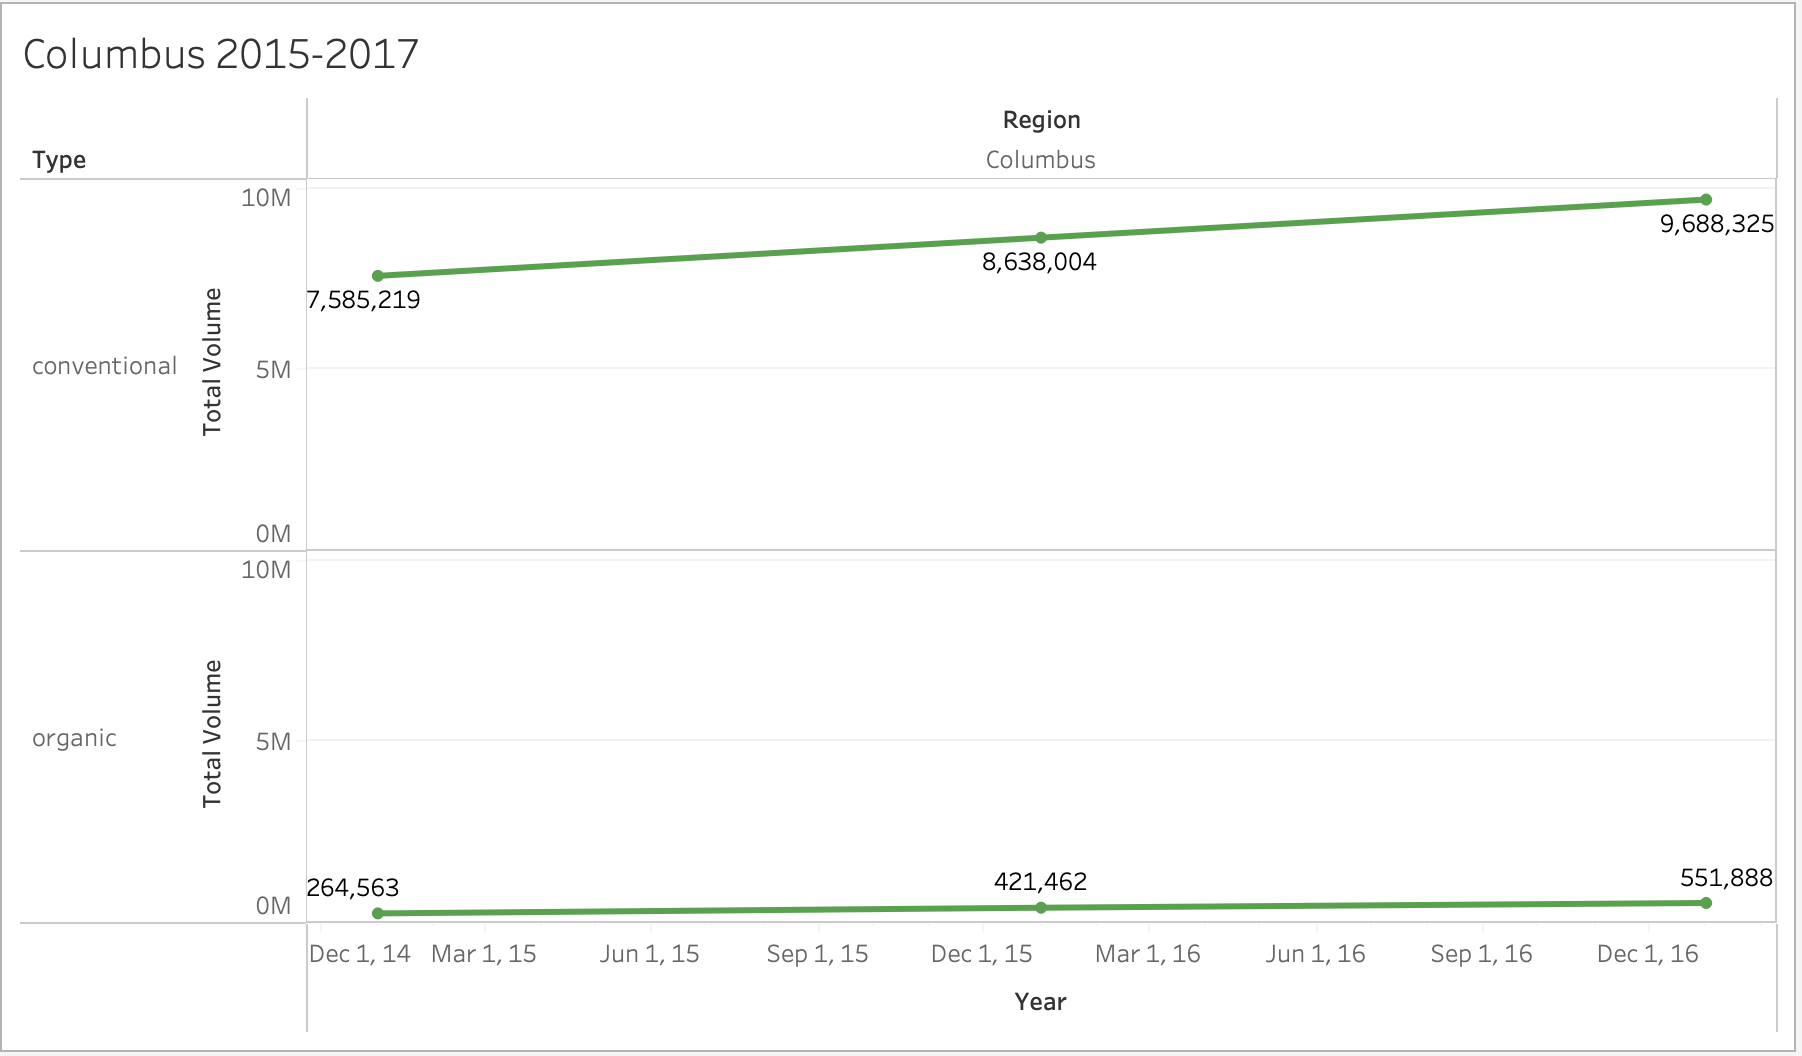 Columbus 2015-2017
Region
Type
Columbus
10M
9,688,325
8,638,004
7,585,219
Total Volume
conventional
5M
0M
10M
Total Volume
organic
5M
551,888
421,462
264,563
0M
Dec 1, 14 Mar 1, 15 Jun 1, 15 Sep 1, 15 Dec 1, 15 Mar 1, 16 Jun 1, 16 Sep 1, 16 Dec 1, 16
Year